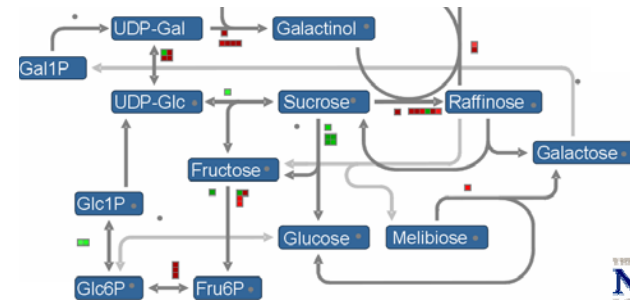 UDP-Gal
Galactinol
Gal1P
UDP-Glc
Sucrose
Raffinose
Galactose
Fructose
Glc1P
Glucose
Melibiose
Glc6P
Fru6P
N